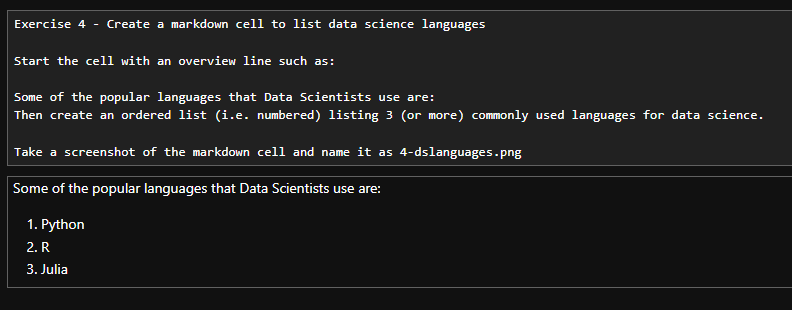 Exercise 4 - Create a markdown cell to list data science languages
Start the cell with an overview line such as:
Some of the popular languages that Data Scientists use are:
Then create an ordered list (i.e. numbered) listing 3 (or more) commonly used languages for data science.
Take a screenshot of the markdown cell and name it as 4-dslanguages.png
Some of the popular languages that Data Scientists use are:
1. Python
2. R
3. Julia